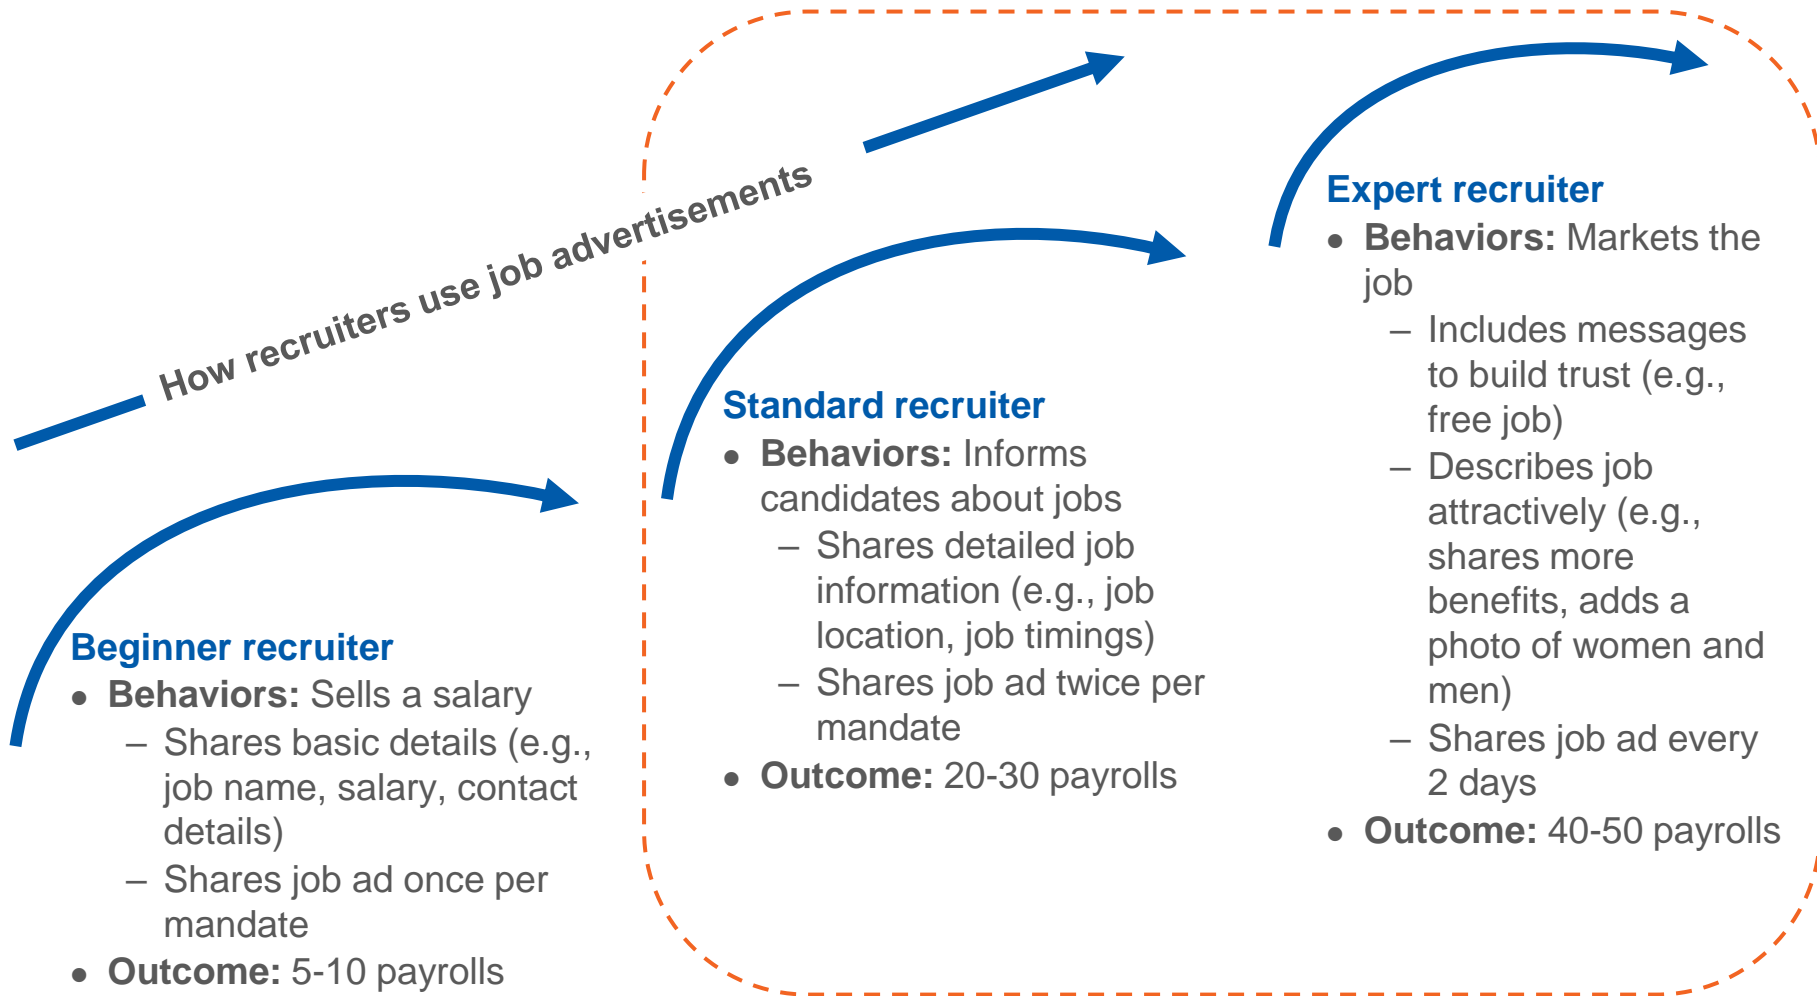 How recruiters use job advertisements
Beginner recruiter
● Behaviors: Sells a salary
– Shares basic details (e.g.,
job name, salary, contact
details)
– Shares job ad once per
mandate
● Outcome: 5-10 payrolls
Standard recruiter
● Behaviors: Informs
candidates about jobs
– Shares detailed job
information (e.g., job
location, job timings)
– Shares job ad twice per
mandate
● Outcome: 20-30 payrolls
Expert recruiter
● Behaviors: Markets the
job
– Includes messages
to build trust (e.g.,
free job)
– Describes job
attractively (e.g.,
shares more
benefits, adds a
photo of women and
men)
– Shares job ad every
2 days
● Outcome: 40-50 payrolls